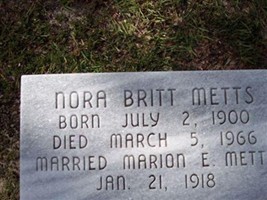 NORA BRITT METTS
BORN JULY 2, 1900
DIED MARCH 5, 1966
MARRIED MARION E. METT
JAN. 21, 1918